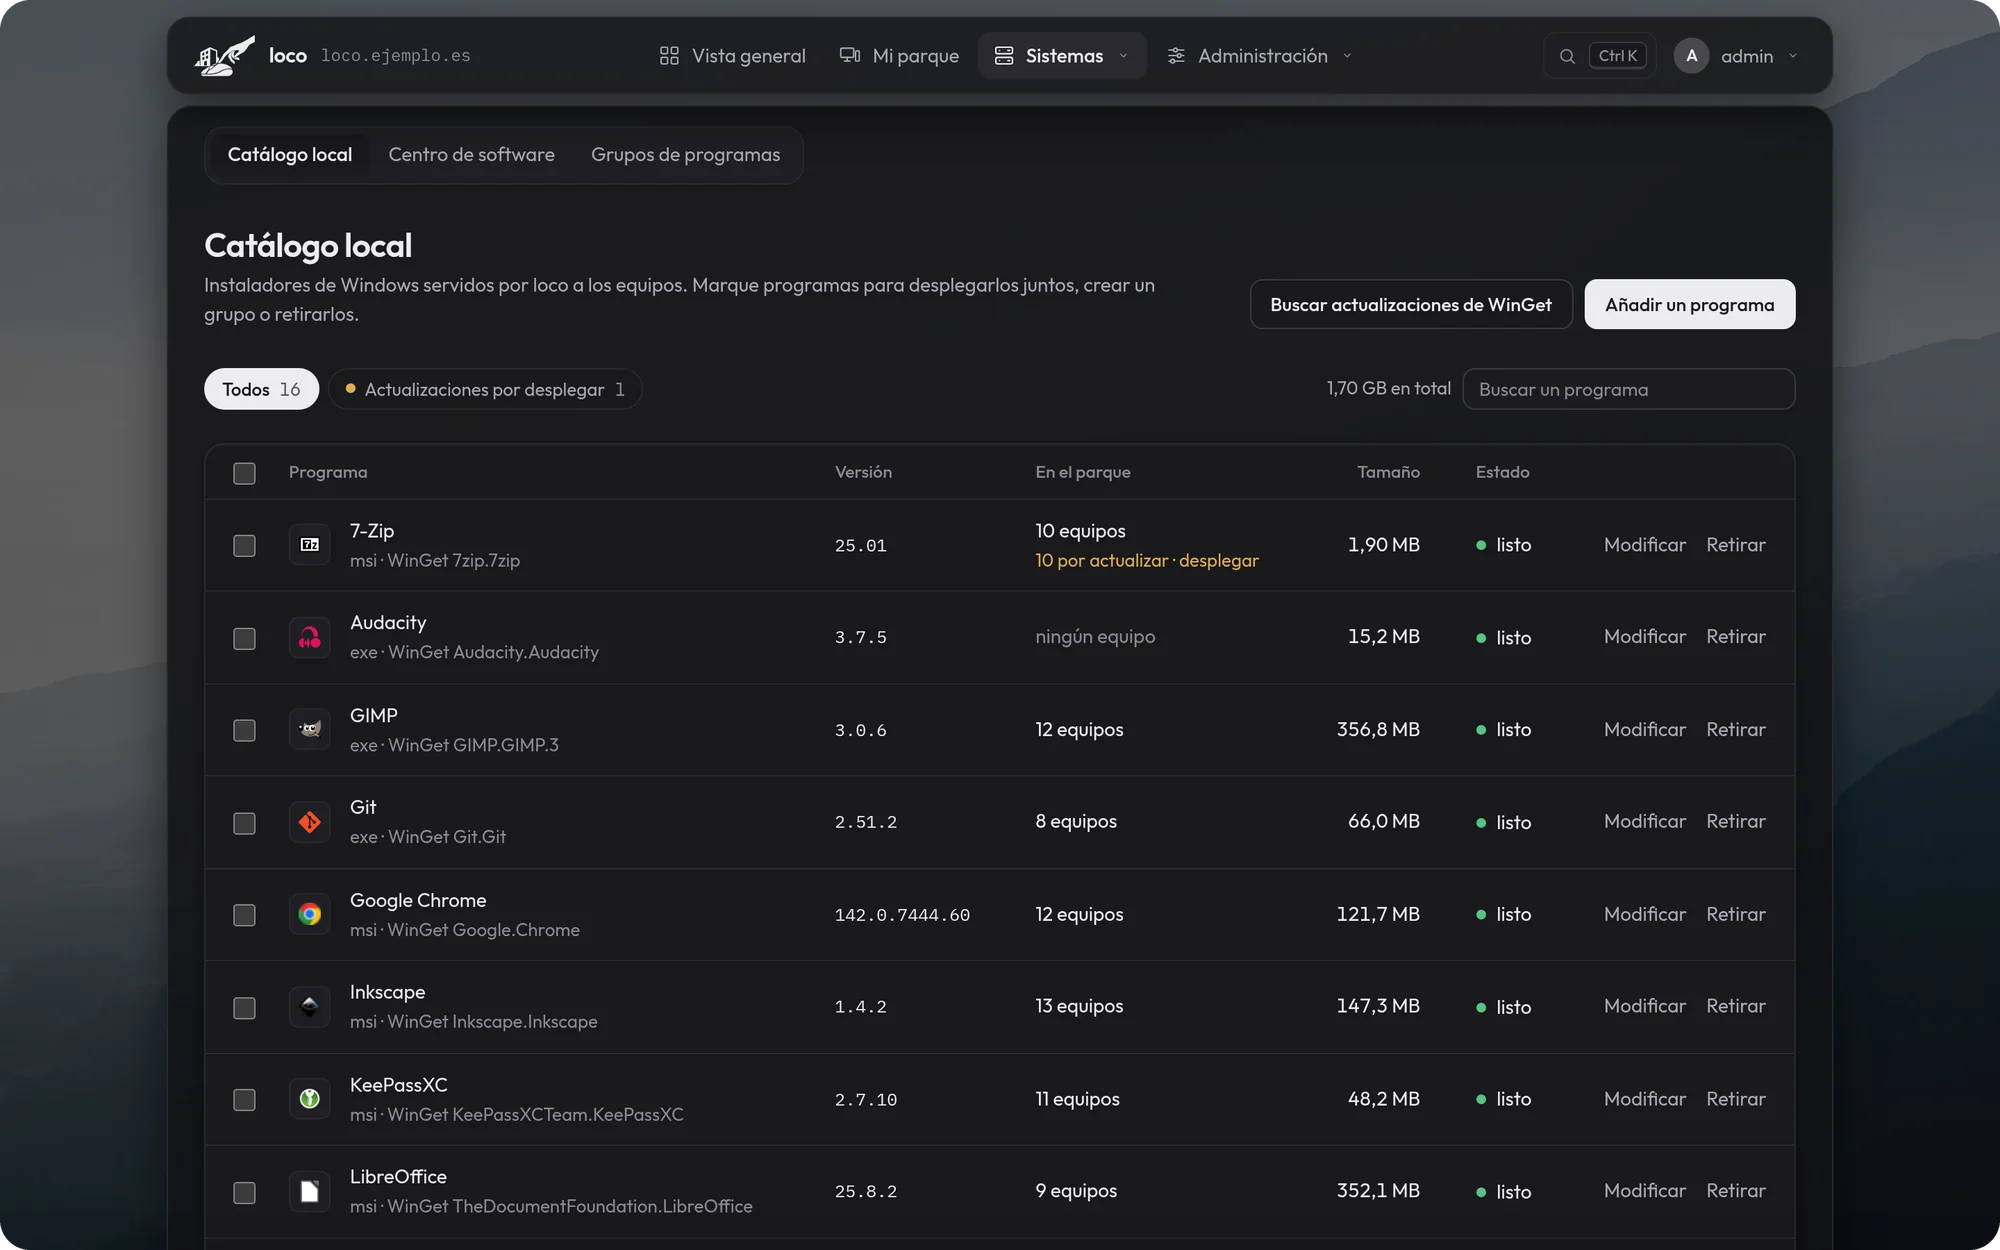 loco loco.ejemplo.es Vista general Mi parque Sistemas Administración Ctrl K A admin
Catálogo local Centro de software Grupos de programas
Catálogo local
Instaladores de Windows servidos por loco a los equipos. Marque programas para desplegarlos juntos, crear un
grupo o retirarlos.
Buscar actualizaciones de WinGet Añadir un programa
Todos 16 Actualizaciones por desplegar 1 1,70 GB en total Buscar un programa
Programa Versión En el parque Tamaño Estado
7-Zip
msi · WinGet 7zip.7zip
25.01
10 equipos
10 por actualizar · desplegar
1,90 MB listo Modificar Retirar
Audacity
exe · WinGet Audacity.Audacity
3.7.5 ningún equipo 15,2 MB listo Modificar Retirar
GIMP
exe · WinGet GIMP.GIMP.3
3.0.6 12 equipos 356,8 MB listo Modificar Retirar
Git
exe · WinGet Git.Git
2.51.2 8 equipos 66,0 MB listo Modificar Retirar
Google Chrome
msi · WinGet Google.Chrome
142.0.7444.60 12 equipos 121,7 MB listo Modificar Retirar
Inkscape
msi · WinGet Inkscape.Inkscape
1.4.2 13 equipos 147,3 MB listo Modificar Retirar
KeePassXC
msi · WinGet KeePassXCTeam.KeePassXC
2.7.10 11 equipos 48,2 MB listo Modificar Retirar
LibreOffice
msi · WinGet TheDocumentFoundation.LibreOffice
25.8.2 9 equipos 352,1 MB listo Modificar Retirar